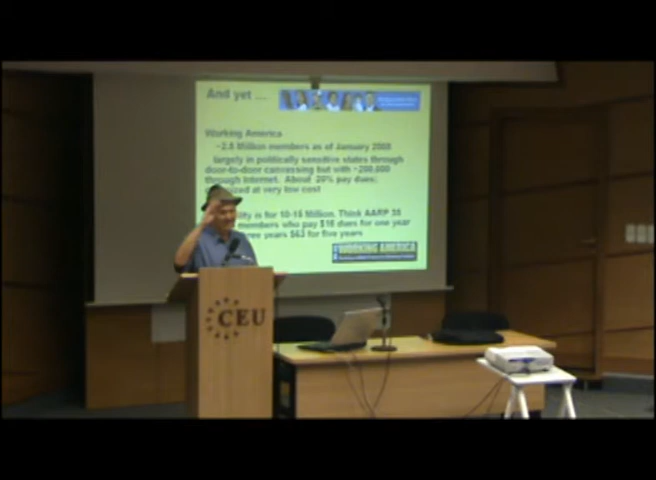 And yet ....
Working America
~2.5 Million members as of January 2008
largely in politically sensitive states through
door-to-door canvassing but with ~200,000
through Internet. About 20% pay dues;
at very low cost
is for 10-15 Million. Think AARP 38
members who pay $16 dues for one year
years $63 for five years
WORKING AMERICA
CEU